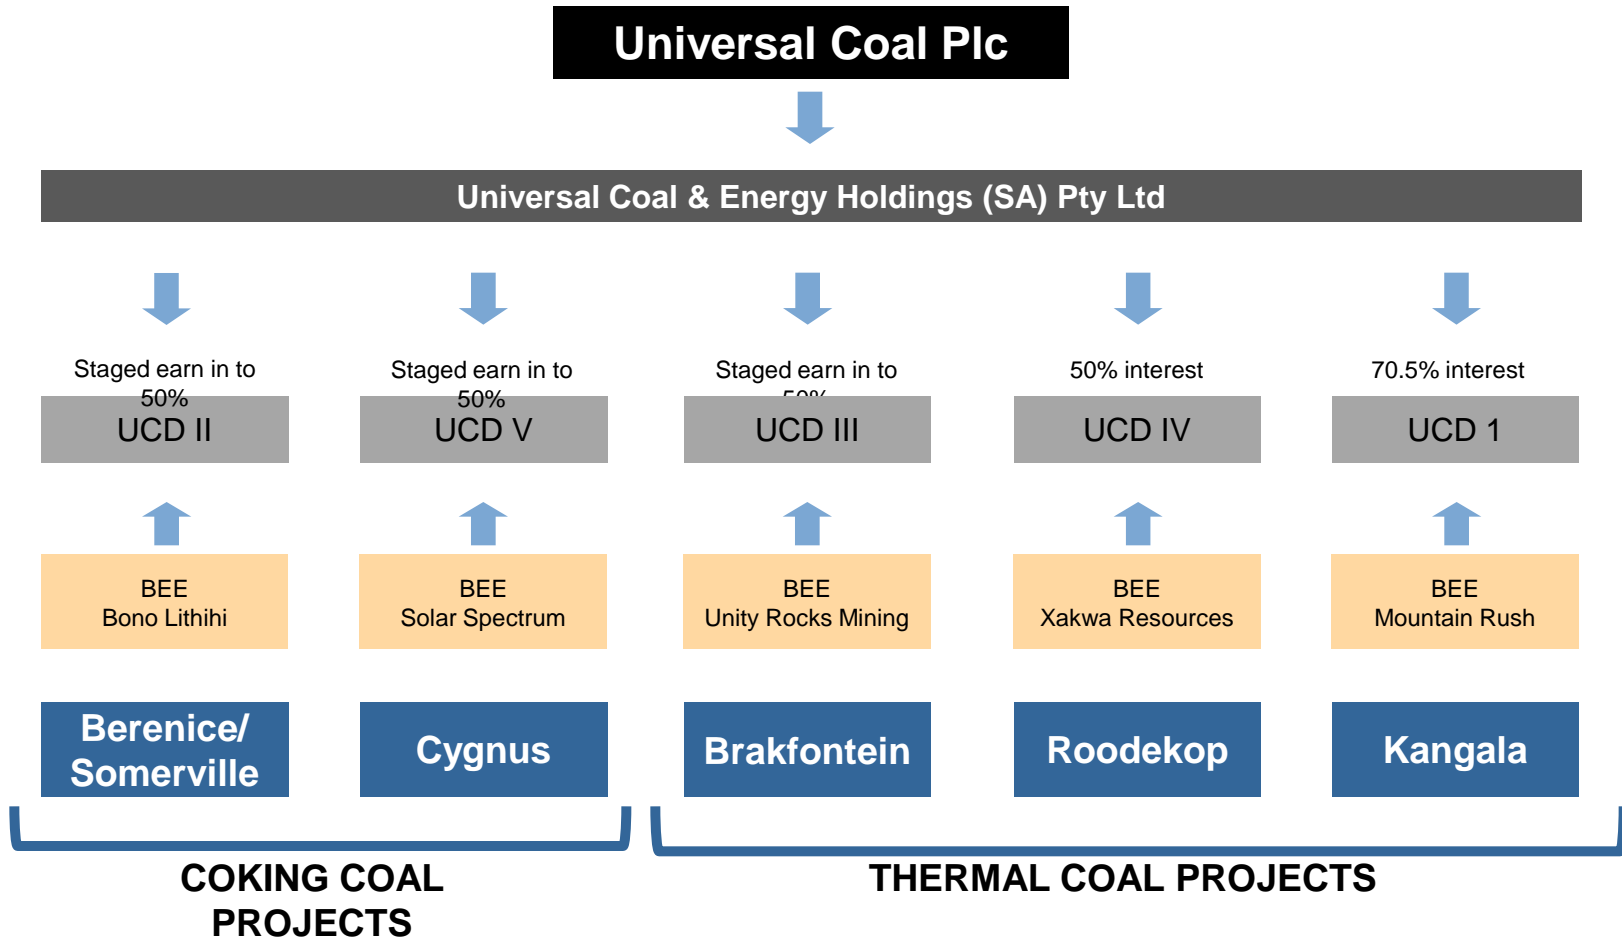 Universal Coal Plc
Universal Coal & Energy Holdings (SA) Pty Ltd
Staged earn in to
50%
UCD II
Staged earn in to
50%
UCD V
Staged earn in to
50%
UCD III
50% interest
UCD IV
70.5% interest
UCD 1
BEE
Bono Lithihi
BEE
Solar Spectrum
BEE
Unity Rocks Mining
BEE
Xakwa Resources
BEE
Mountain Rush
Berenice/
Somerville
Cygnus
Brakfontein
Roodekop
Kangala
COKING COAL
PROJECTS
THERMAL COAL PROJECTS